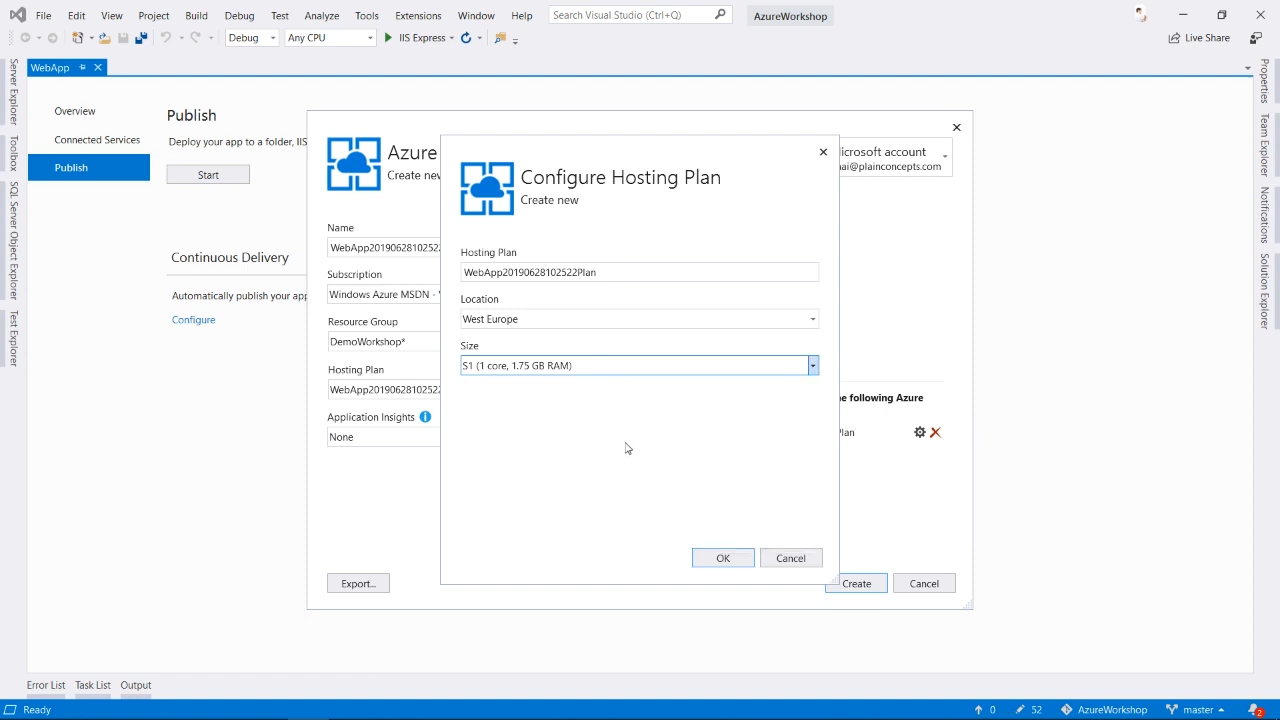 File Edit View Project Build Debug Test Analyze Tools Extensions Window Help Search Visual Studio (Ctrl+Q) AzureWorkshop
Debug Any CPU IIS Express Live Share
WebApp
Server Explorer
Toolbox
SQL Server Object Explorer
Test Explorer
Overview
Connected Services
Publish
Publish
Deploy your app to a folder, IIS
Start
Continuous Delivery
Automatically publish your app
Configure
Azure
Create new
icrosoft account
ai@plainconcepts.com
Name
WebApp2019062810252
Subscription
Windows Azure MSDN -
Resource Group
DemoWorkshop*
Hosting Plan
WebApp2019062810252
Application Insights
None
e following Azure
lan
Export...
Create Cancel
Configure Hosting Plan
Create new
Hosting Plan
WebApp20190628102522Plan
Location
West Europe
Size
S1 (1 core, 1.75 GB RAM)
OK Cancel
Properties
Team Explorer
Notifications
Solution Explorer
Error List Task List Output
Ready 0 52 AzureWorkshop master 2